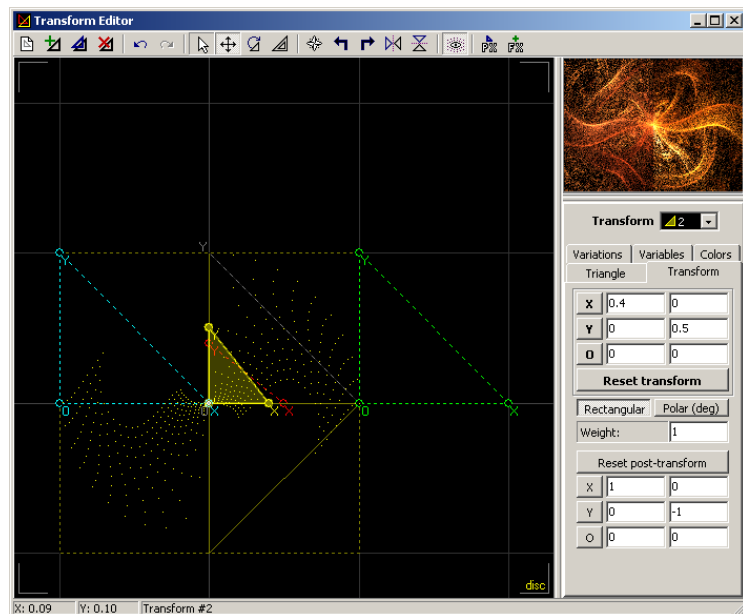 Transform Editor
PX FX
Y
Y Y
Y
Y
O O X X X O X
disc
Transform 2
Variations Variables Colors
Triangle Transform
X 0.4 0
Y 0 0.5
O 0 0
Reset transform
Rectangular Polar (deg)
Weight: 1
Reset post-transform
X 1 0
Y 0 -1
O 0 0
X: 0.09 Y: 0.10 Transform #2